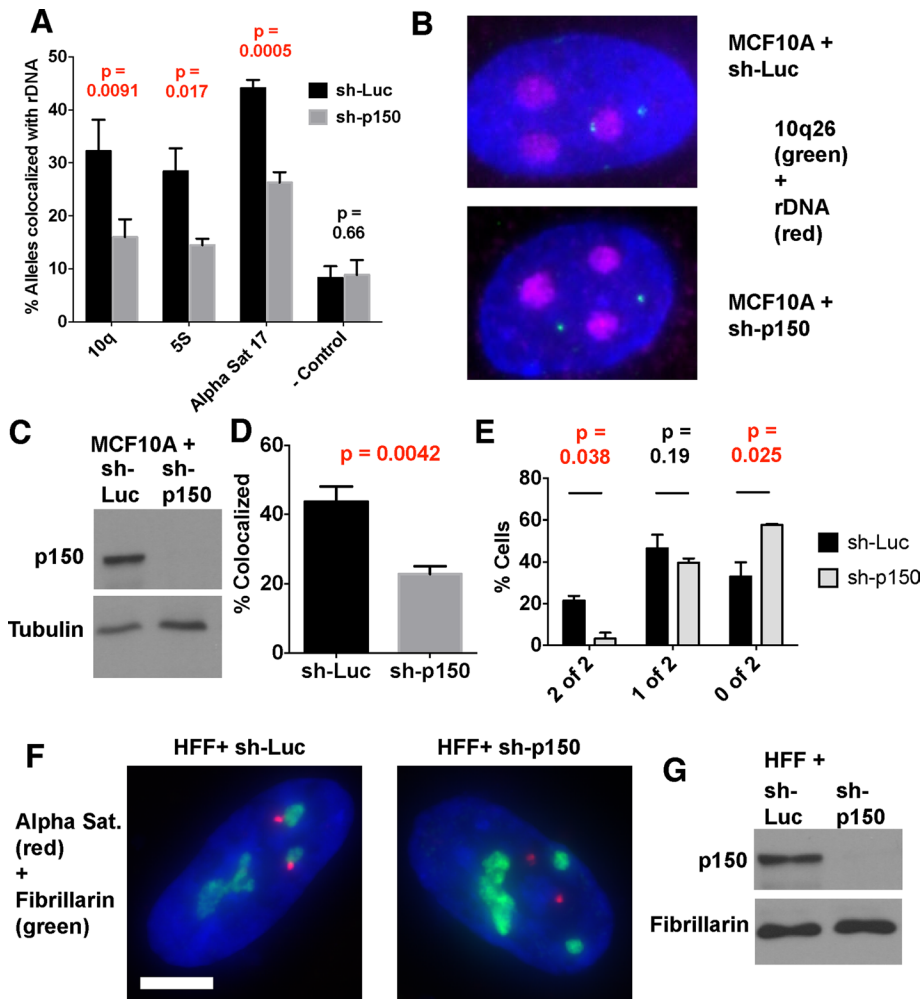 A
% Alleles colocalized with rDNA
50
40
30
20
10
0
p =
0.0091
p =
0.017
p =
0.0005
p =
0.66
sh-Luc
sh-p150
10q
5S
Alpha Sat 17
- Control
B
MCF10A +
sh-Luc
10q26
(green)
+
rDNA
(red)
MCF10A +
sh-p150
C
MCF10A +
sh-
Luc
sh-
p150
p150
Tubulin
D
% Colocalized
60
40
20
0
p = 0.0042
sh-Luc
sh-p150
E
p =
0.038
p =
0.19
p =
0.025
% Cells
80
60
40
20
0
sh-Luc
sh-p150
2 of 2
1 of 2
0 of 2
F
HFF+ sh-Luc
HFF+ sh-p150
Alpha Sat.
(red)
+
Fibrillarin
(green)
G
HFF +
sh-
Luc
sh-
p150
p150
Fibrillarin